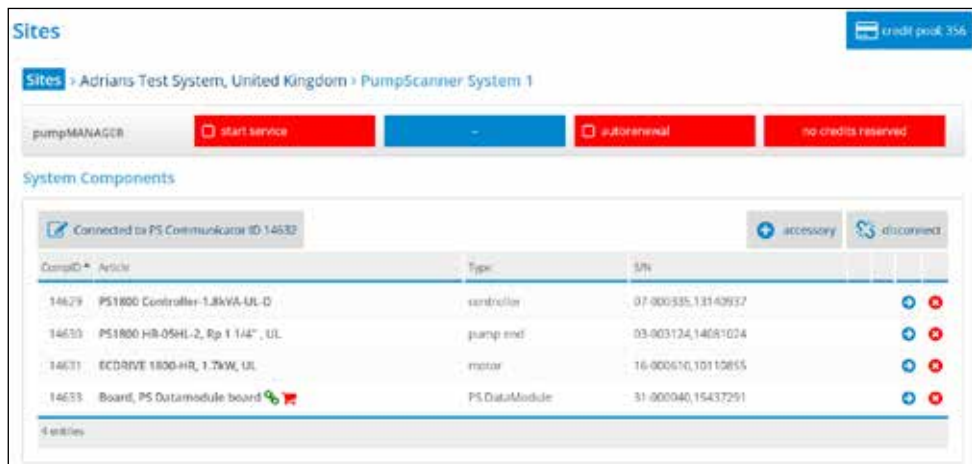 Sites
credit pool: 356
Sites › Adrians Test System, United Kingdom › PumpScanner System 1
pumpMANAGER start service - autorenewal no credits reserved
System Components
Connected to PS Communicator ID 14632 accessory disconnect
CompID Article Type S/N
14629 PS1800 Controller-1.8kVA-UL-D controller 07-000335,13140937
14630 PS1800 HR-05HL-2, Rp 1 1/4", UL pump end 03-003124,14081024
14631 ECDRIVE 1800-HR, 1.7kW, UL motor 16-000610,10110855
14633 Board, PS Datamodule board PS DataModule 31-000040,15437291
4 entries